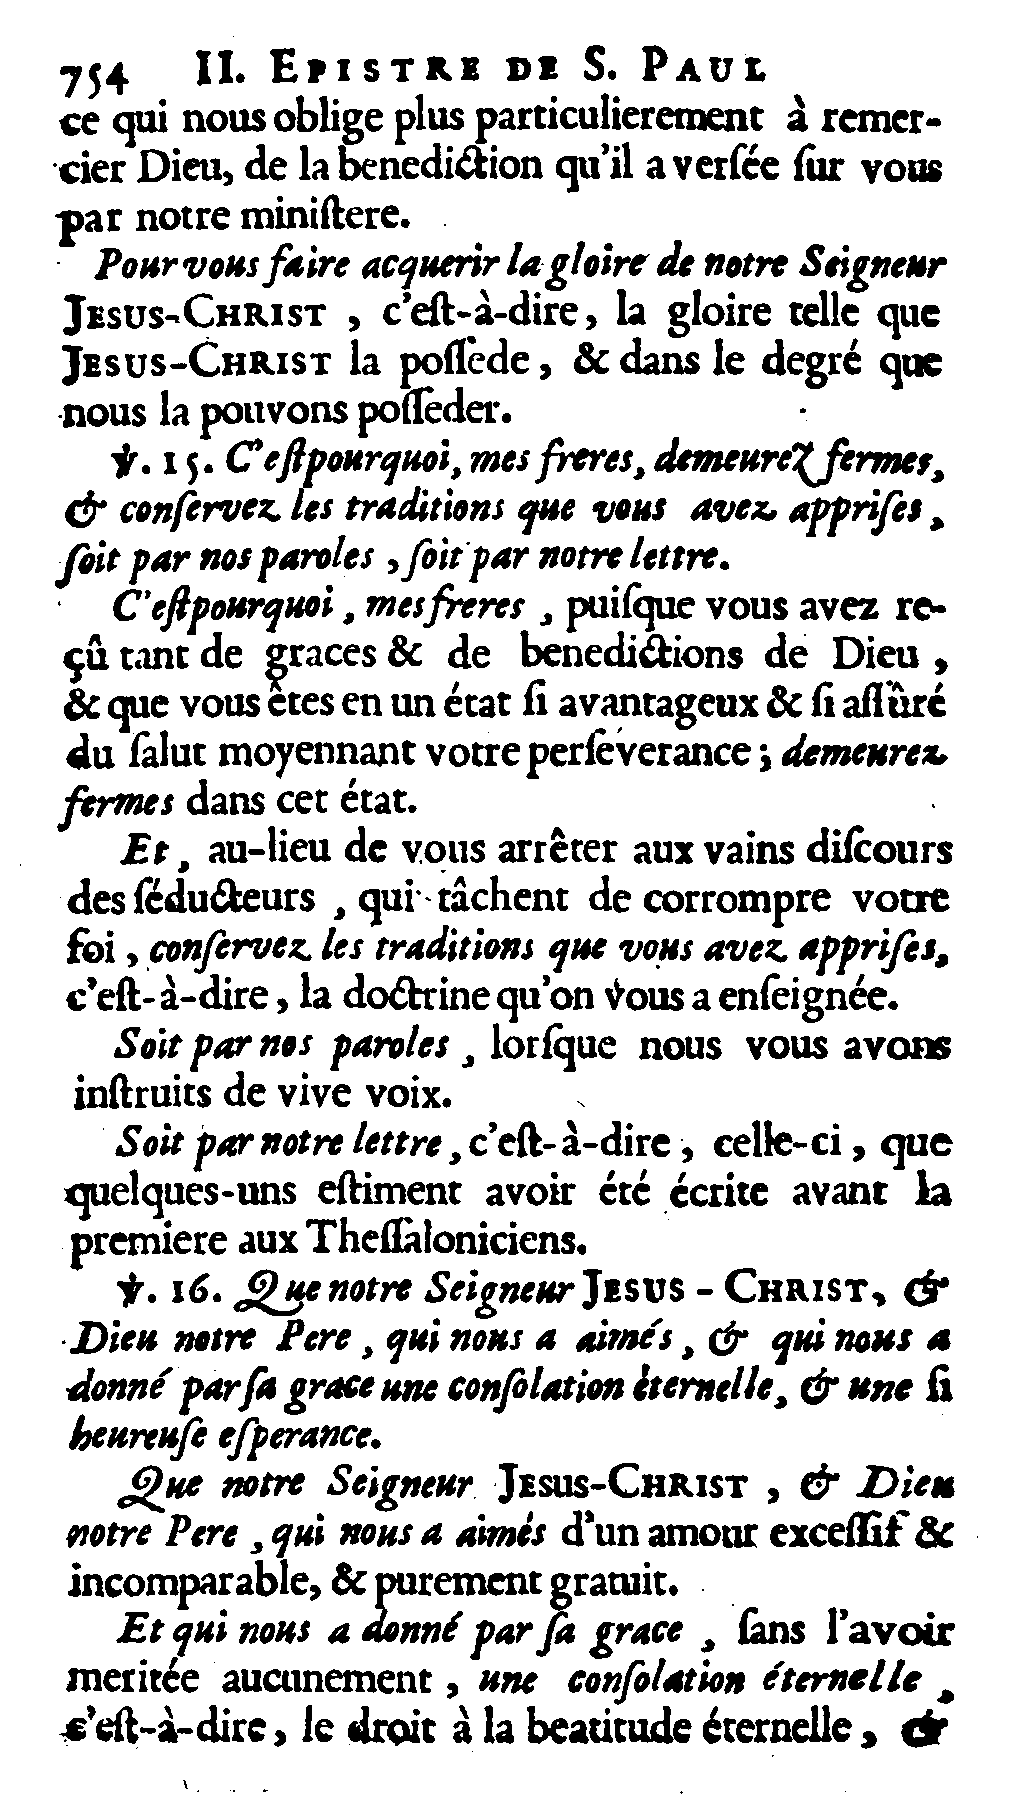 754 II. EPISTRE DE S. PAUL
ce qui nous oblige plus particulierement à remer-
cier Dieu, de la benediction qu'il a verſée ſur vous
par notre miniſtere.
Pour vous faire acquerir la gloire de notre Seigneur
JESUS-CHRIST , c'eſt-à-dire, la gloire telle que
JESUS-CHRIST la poſſede, & dans le degré que
nous la pouvons poſſeder.
℣. 15. C'eſtpourquoi, mes freres, demeurez fermes,
& conſervez les traditions que vous avez appriſes,
ſoit par nos paroles, ſoit par notre lettre.
C'eſtpourquoi, mes freres, puiſque vous avez re-
çû tant de graces & de benedictions de Dieu,
& que vous êtes en un état ſi avantageux & ſi aſſûré
du ſalut moyennant votre perſeverance; demeurez
fermes dans cet état.
Et, au-lieu de vous arrêter aux vains diſcours
des ſéducteurs, qui tâchent de corrompre votre
foi, conſervez les traditions que vous avez appriſes,
c'eſt-à-dire, la doctrine qu'on vous a enſeignée.
Soit par nos paroles, lorſque nous vous avons
inſtruits de vive voix.
Soit par notre lettre, c'eſt-à-dire, celle-ci, que
quelques-uns eſtiment avoir été écrite avant la
premiere aux Theſſaloniciens.
℣. 16. Que notre Seigneur JESUS-CHRIST, &
Dieu notre Pere, qui nous a aimés, & qui nous a
donné par ſa grace une conſolation éternelle, & une ſi
heureuſe eſperance.
Que notre Seigneur JESUS-CHRIST, & Dieu
notre Pere, qui nous a aimés d'un amour exceſſif &
incomparable, & purement gratuit.
Et qui nous a donné par ſa grace, ſans l'avoir
meritée aucunement, une conſolation éternelle,
c'eſt-à-dire, le droit à la beatitude éternelle, &